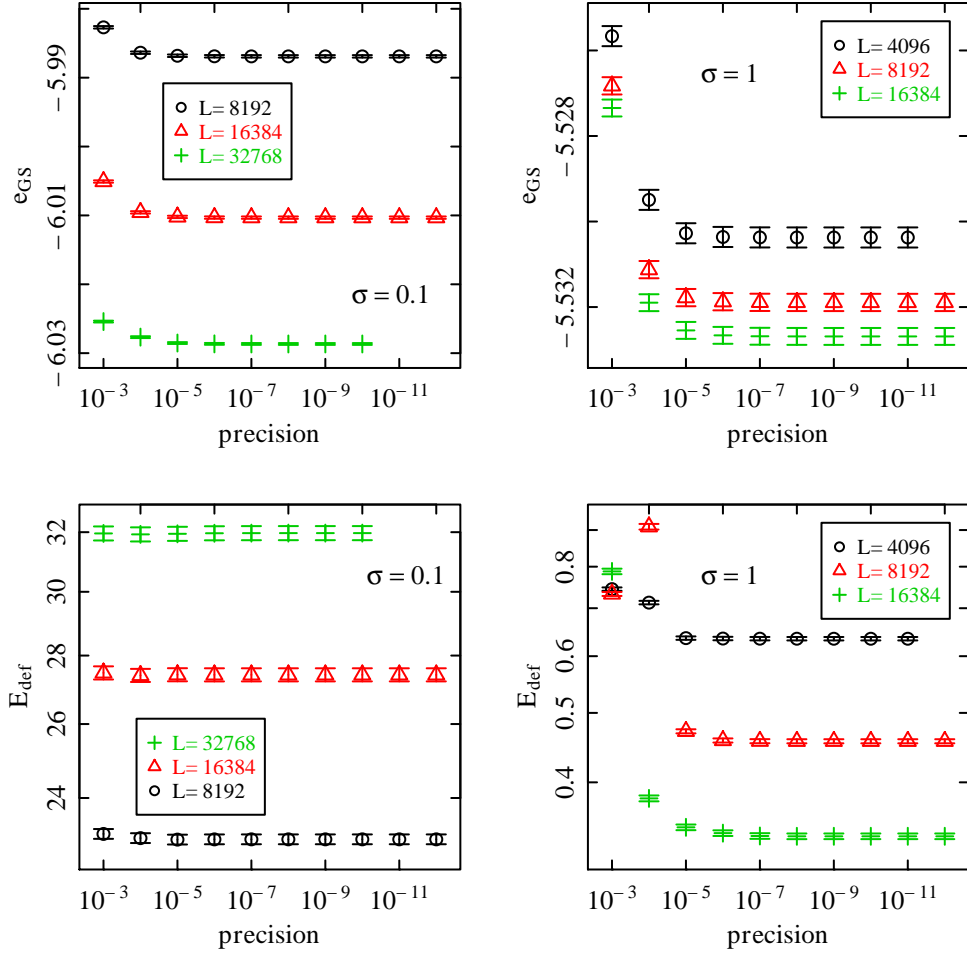 − 5.99
− 6.01
− 6.03
e_GS
L= 8192
L= 16384
L= 32768
σ = 0.1
10^−3 10^−5 10^−7 10^−9 10^−11
precision
− 5.528
− 5.532
e_GS
σ = 1
L= 4096
L= 8192
L= 16384
10^−3 10^−5 10^−7 10^−9 10^−11
precision
32
30
28
26
24
E_def
σ = 0.1
L= 32768
L= 16384
L= 8192
10^−3 10^−5 10^−7 10^−9 10^−11
precision
0.8
0.6
0.5
0.4
E_def
σ = 1
L= 4096
L= 8192
L= 16384
10^−3 10^−5 10^−7 10^−9 10^−11
precision